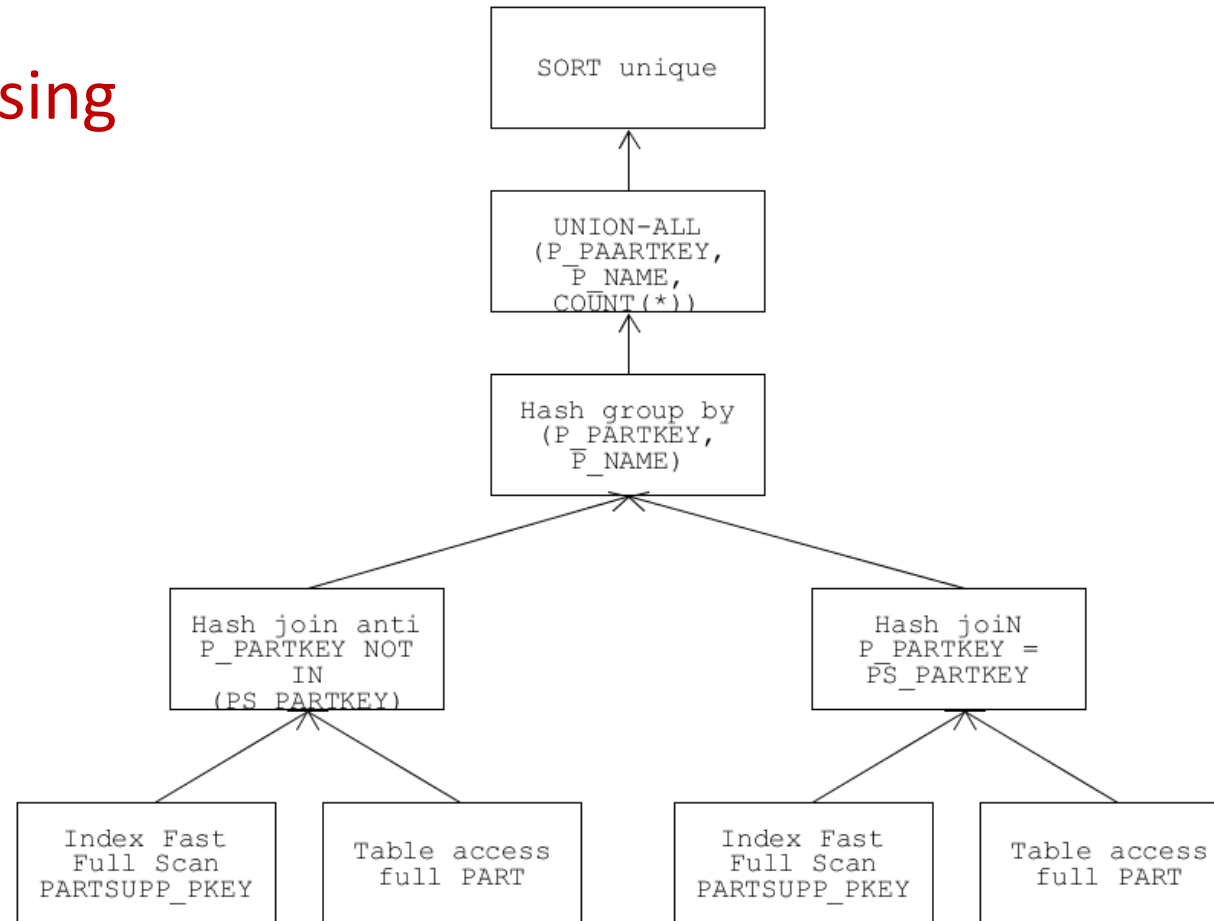 sing
SORT unique
UNION-ALL
(P_PAARTKEY,
P_NAME,
COUNT(*))
Hash group by
(P_PARTKEY,
P_NAME)
Hash join anti
P_PARTKEY NOT
IN
(PS_PARTKEY)
Hash joiN
P_PARTKEY =
PS_PARTKEY
Index Fast
Full Scan
PARTSUPP_PKEY
Table access
full PART
Index Fast
Full Scan
PARTSUPP_PKEY
Table access
full PART